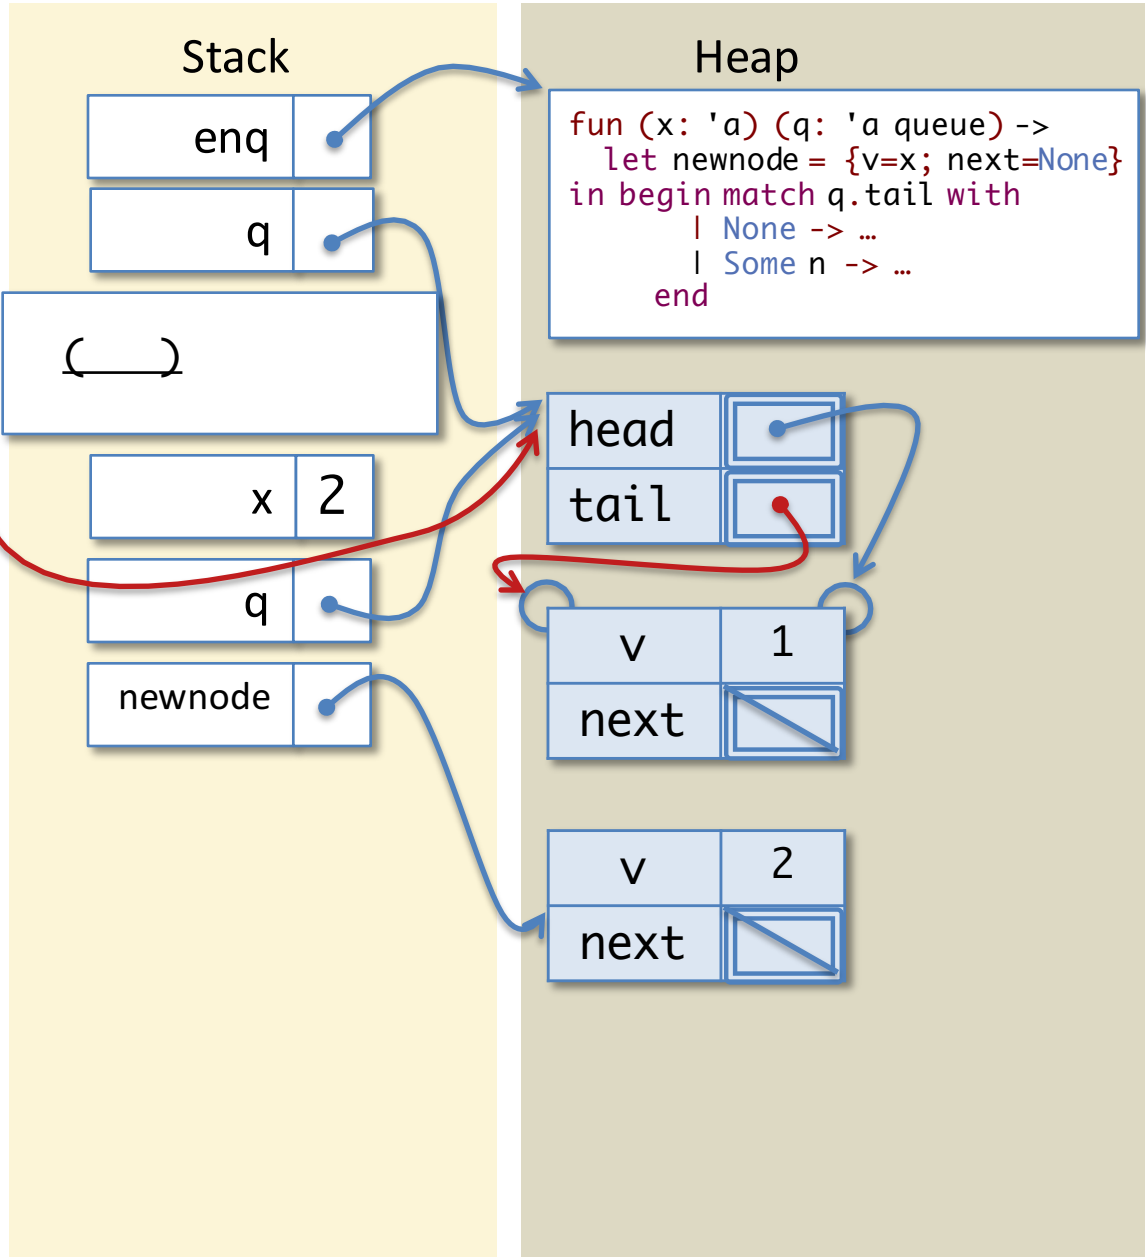 Stack
Heap
enq
fun (x: 'a) (q: 'a queue) ->
let newnode = {v=x; next=None}
in begin match q.tail with
| None -> …
| Some n -> …
end
q
(___)
head
tail
x 2
q
v 1
next
newnode
v 2
next